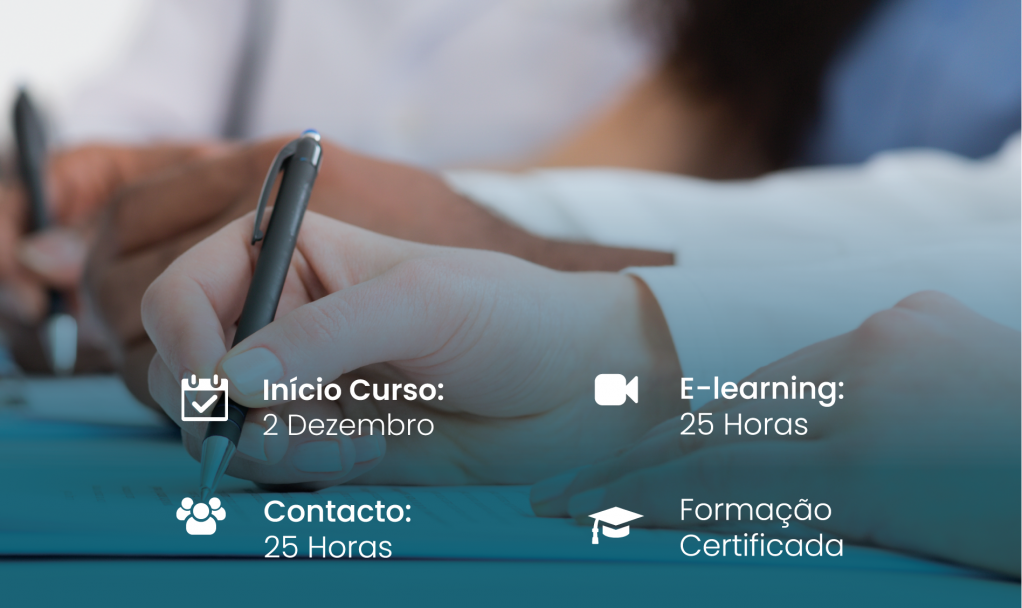 Início Curso:
2 Dezembro
E-learning:
25 Horas
Contacto:
25 Horas
Formação
Certificada